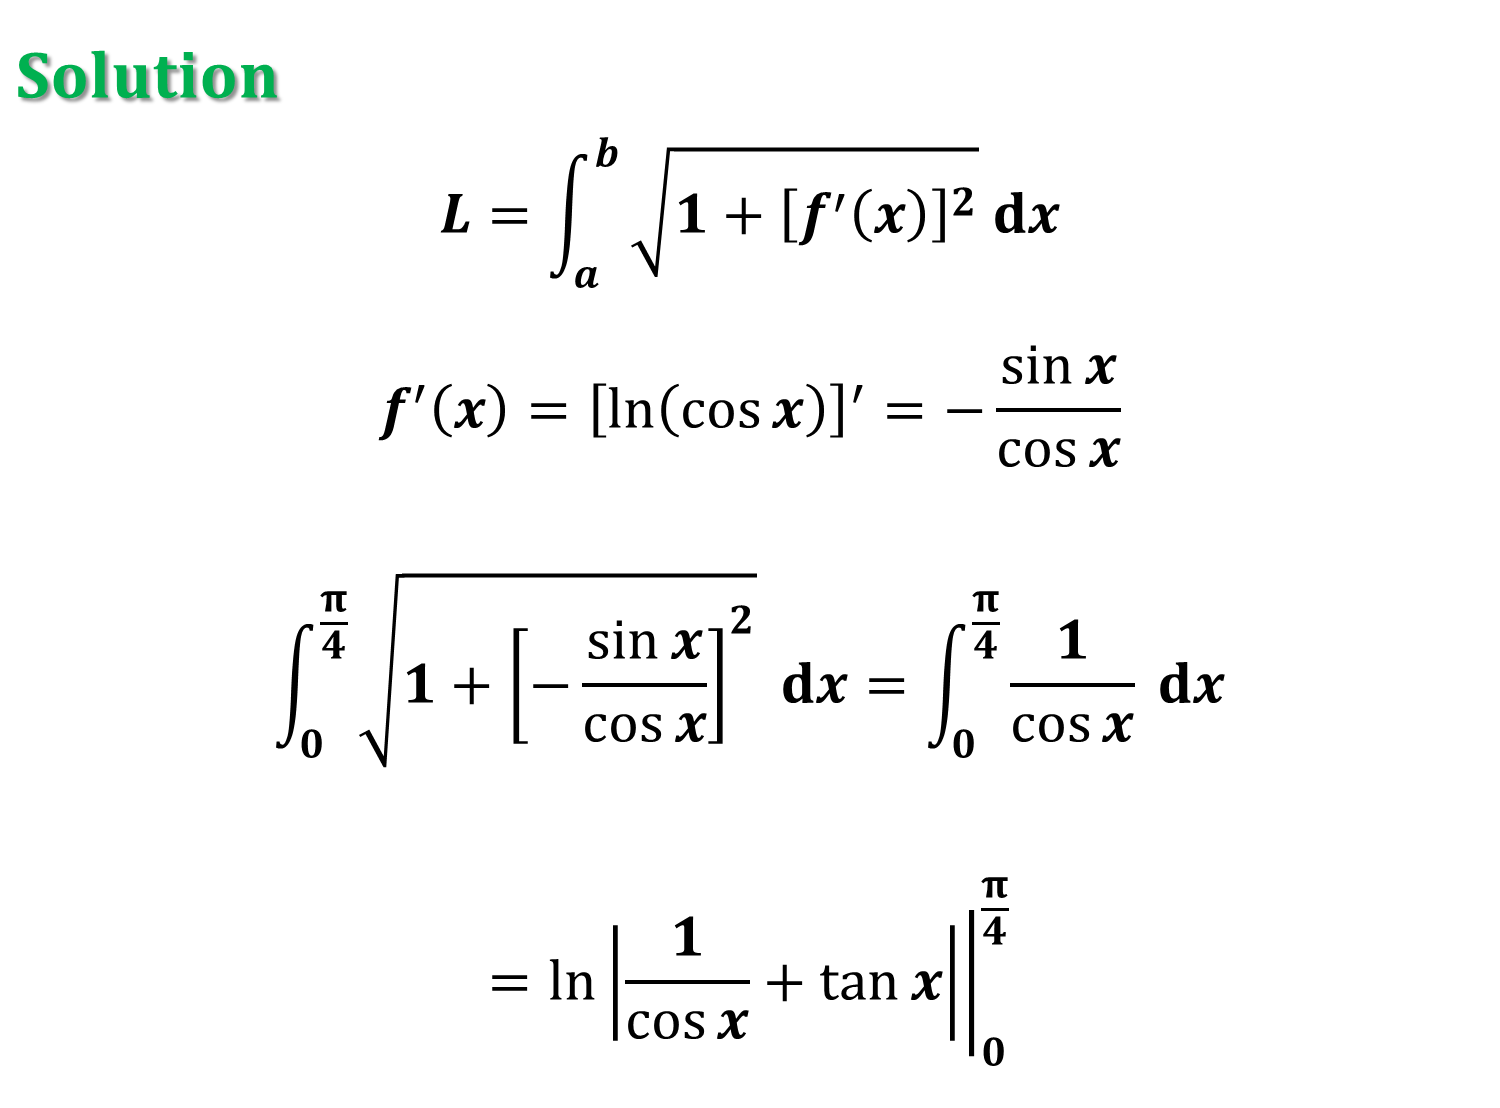 Solution
L = ∫_a^b √(1 + [f′(x)]²) dx
f′(x) = [ln(cos x)]′ = − sin x / cos x
∫_0^{π/4} √(1 + [− sin x / cos x]²) dx = ∫_0^{π/4} 1 / cos x dx
= ln |1 / cos x + tan x| |_0^{π/4}